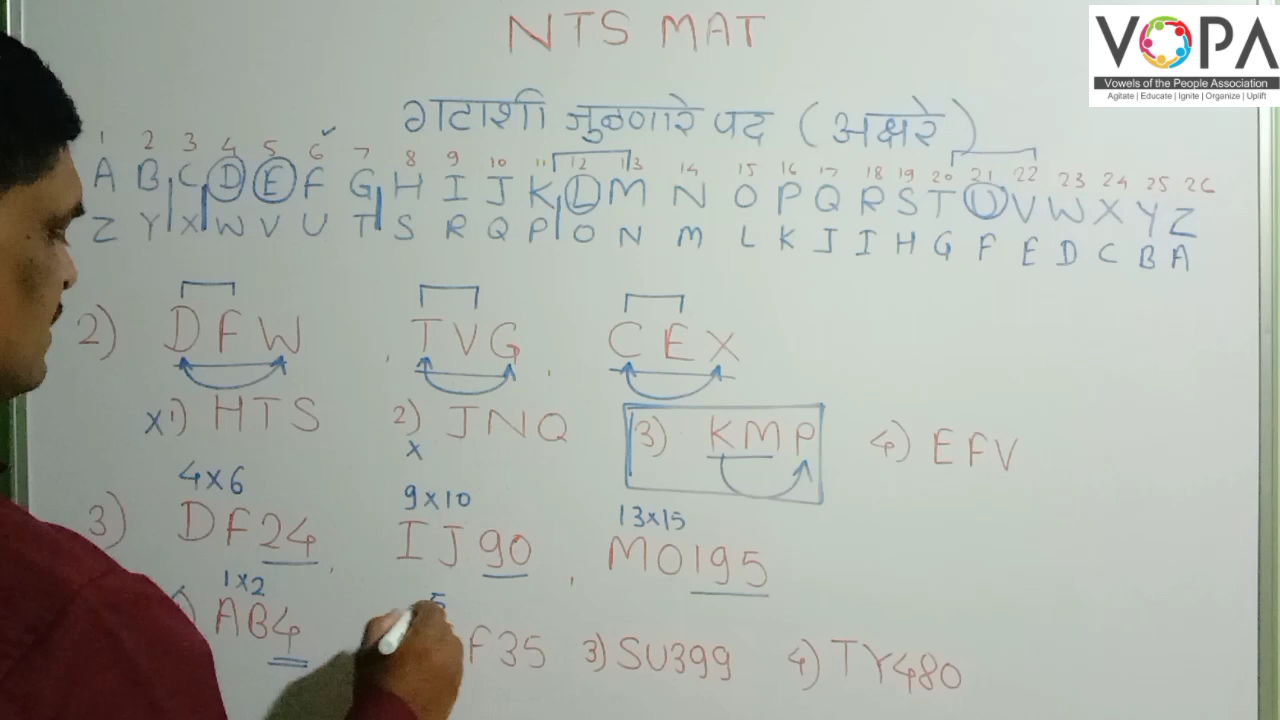 NTS MAT
VOPA
Vowels of the People Association
Agitate | Educate | Ignite | Organize | Uplift
गटाशी जुळणारे पद (अक्षरे)
1 2 3 4 5 6 7 8 9 10 11 12 13 14 15 16 17 18 19 20 21 22 23 24 25 26
A B C D E F G H I J K L M N O P Q R S T U V W X Y Z
Z Y X W V U T S R Q P O N M L K J I H G F E D C B A
2) DFW , TVG , CEX
x 1) HTS 2) JNQ 3) KMP 4) EFV
x
4x6 9x10 13x15
3) DF24 , IJ90 , MO195
1x2 5
AB4 F35 3) SU399 4) TY480